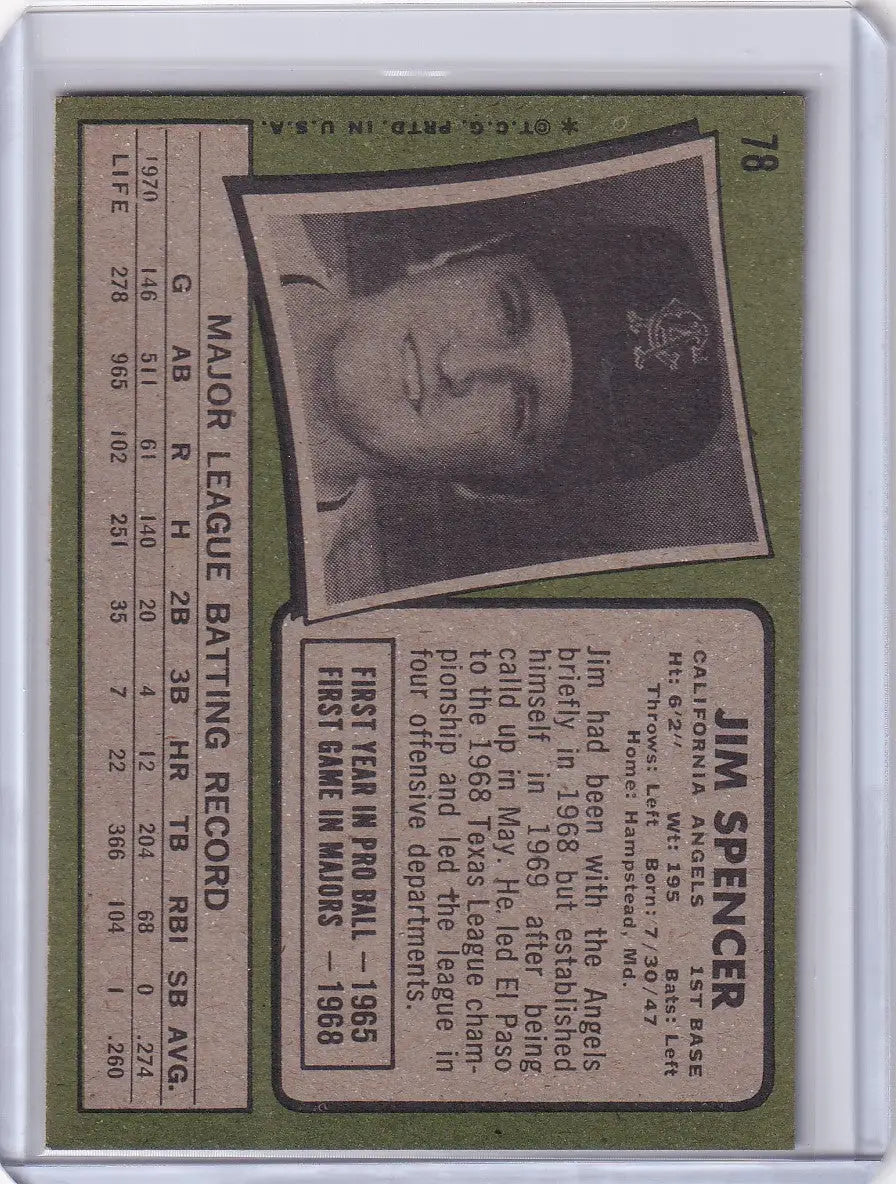 78
*©T.C.G. PRTD. IN U.S.A.
JIM SPENCER
CALIFORNIA ANGELS 1ST BASE
Ht: 6'2" Wt: 195 Bats: Left
Throws: Left Born: 7/30/47
Home: Hampstead, Md.
Jim had been with the Angels
briefly in 1968 but established
himself in 1969 after being
calld up in May. He led El Paso
to the 1968 Texas League cham-
pionship and led the league in
four offensive departments.
FIRST YEAR IN PRO BALL — 1965
FIRST GAME IN MAJORS — 1968
MAJOR LEAGUE BATTING RECORD
G AB R H 2B 3B HR TB RBI SB AVG.
1970 146 511 61 140 20 4 12 204 68 0 .274
LIFE 278 965 102 251 35 7 22 366 104 1 .260